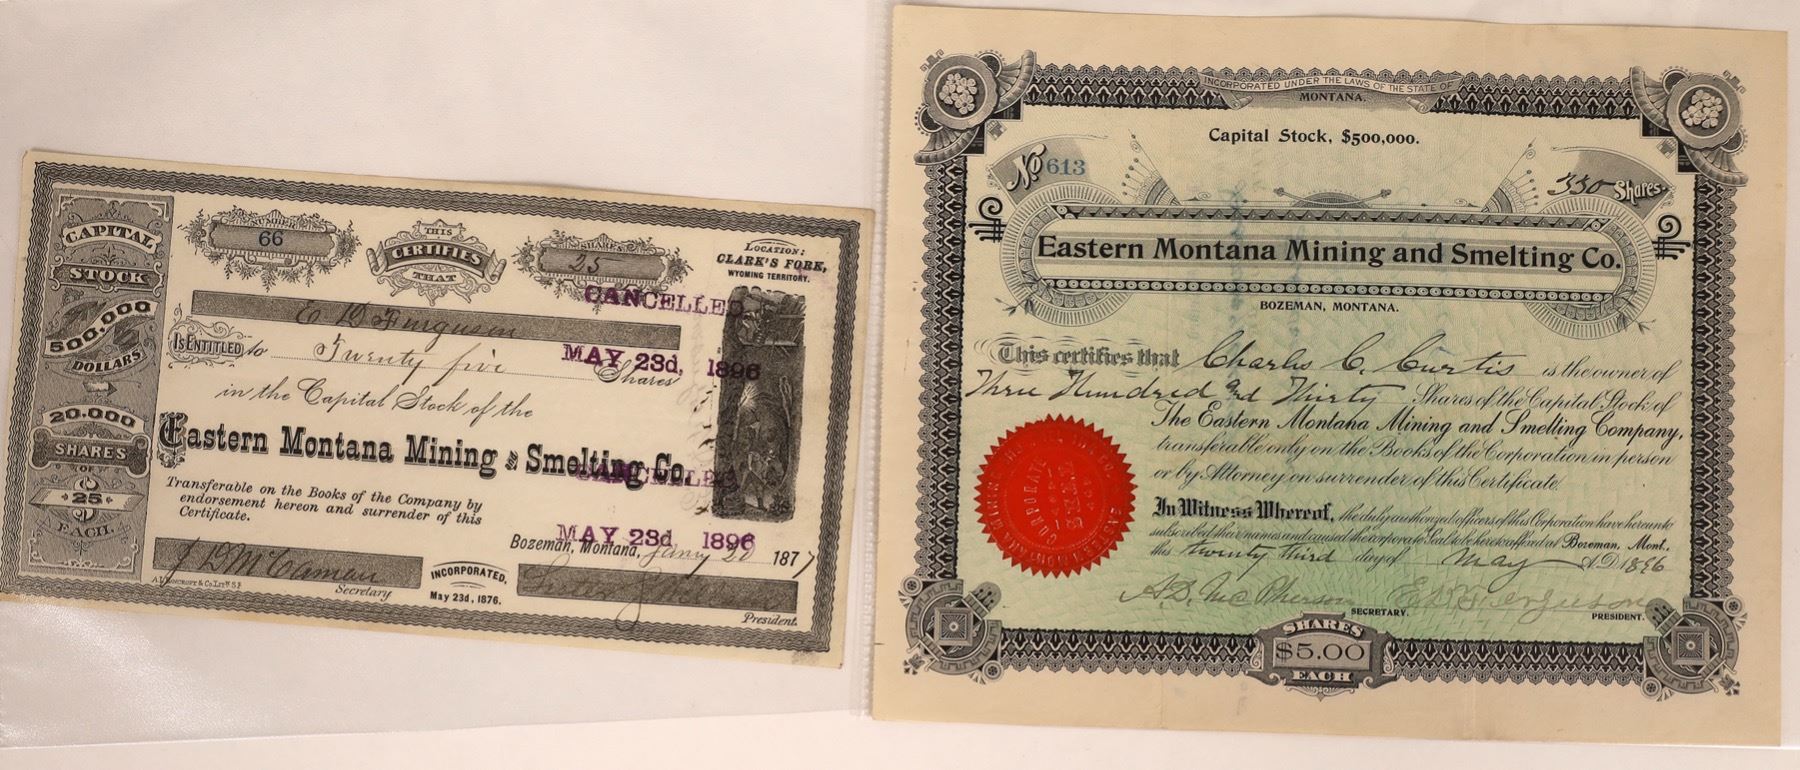 CAPITAL
STOCK
500,000
DOLLARS
20,000
SHARES
OF
25
EACH.
NUMBER
66
THIS
CERTIFIES
THAT
SHARES
25
LOCATION:
CLARK'S FORK,
WYOMING TERRITORY.
CANCELLED
E D Ferguson
MAY 23d, 1896
Is ENTITLED to Twenty five Shares
in the Capital Stock of the
Eastern Montana Mining and Smelting Co.
CANCELLED
Transferable on the Books of the Company by
endorsement hereon and surrender of this
Certificate.
MAY 23d, 1896
Bozeman, Montana, 1877
Secretary
INCORPORATED,
May 23d, 1876.
President.
INCORPORATED UNDER THE LAWS OF THE STATE OF
MONTANA.
Capital Stock, $500,000.
No 613
330 Shares
Eastern Montana Mining and Smelting Co.
BOZEMAN, MONTANA.
This certifies that Charles C. Curtis is the owner of
Three Hundred and Thirty Shares of the Capital Stock of
The Eastern Montana Mining and Smelting Company,
transferable only on the Books of the Corporation in person
or by Attorney on surrender of this Certificate.
In Witness Whereof, the duly authorized officers of this Corporation have hereunto
subscribed their names and caused the corporate Seal to be hereto affixed at Bozeman, Mont.,
this twenty third day of May A.D. 1896
A. D. McPherson E D Ferguson
SECRETARY. PRESIDENT.
CORPORATE
SEAL
SHARES
$5.00
EACH